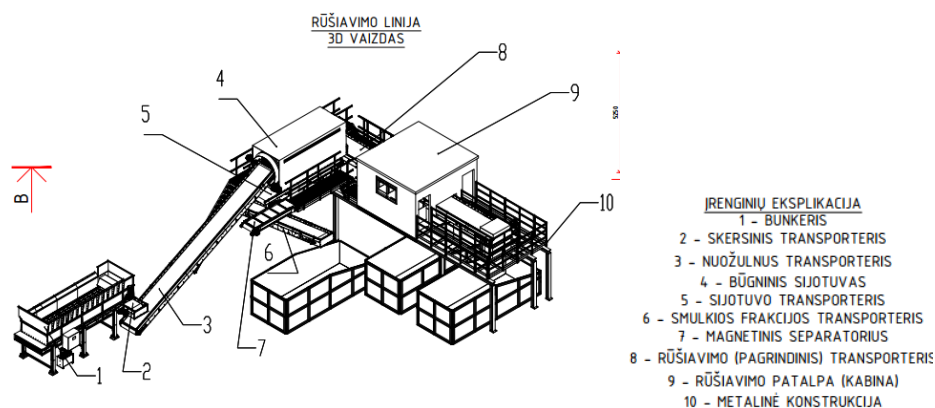 RŪŠIAVIMO LINIJA
3D VAIZDAS
8
4
9
5
5250
B
10
6
3
7
2
1
ĮRENGINIŲ EKSPLIKACIJA
1 - BUNKERIS
2 - SKERSINIS TRANSPORTERIS
3 - NUOŽULNUS TRANSPORTERIS
4 - BŪGNINIS SIJOTUVAS
5 - SIJOTUVO TRANSPORTERIS
6 - SMULKIOS FRAKCIJOS TRANSPORTERIS
7 - MAGNETINIS SEPARATORIUS
8 - RŪŠIAVIMO (PAGRINDINIS) TRANSPORTERIS
9 - RŪŠIAVIMO PATALPA (KABINA)
10 - METALINĖ KONSTRUKCIJA